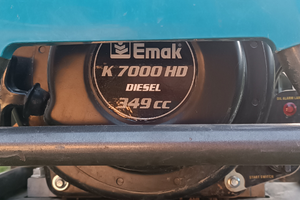 Emak
K 7000 HD
DIESEL
349 CC